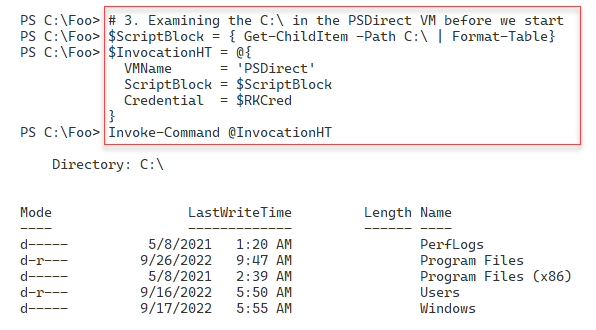 PS C:\Foo> # 3. Examining the C:\ in the PSDirect VM before we start
PS C:\Foo> $ScriptBlock = { Get-ChildItem -Path C:\ | Format-Table}
PS C:\Foo> $InvocationHT = @{
VMName      = 'PSDirect'
ScriptBlock = $ScriptBlock
Credential  = $RKCred
}
PS C:\Foo> Invoke-Command @InvocationHT
Directory: C:\
Mode                 LastWriteTime         Length Name
----                 -------------         ------ ----
d-----          5/8/2021   1:20 AM                PerfLogs
d-r---         9/26/2022   9:47 AM                Program Files
d-----          5/8/2021   2:39 AM                Program Files (x86)
d-r---         9/16/2022   5:50 AM                Users
d-----         9/17/2022   5:55 AM                Windows